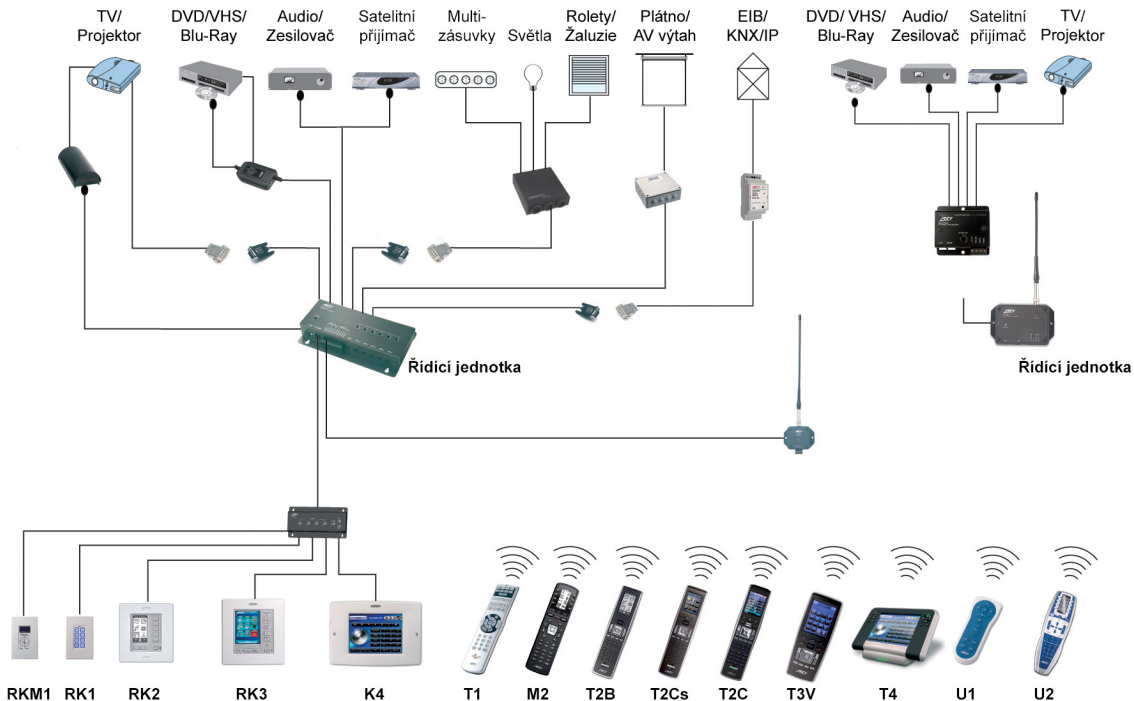 TV/
Projektor
DVD/VHS/
Blu-Ray
Audio/
Zesilovač
Satelitní
přijímač
Multi-
zásuvky
Světla
Rolety/
Žaluzie
Plátno/
AV výtah
EIB/
KNX/IP
DVD/ VHS/
Blu-Ray
Audio/
Zesilovač
Satelitní
přijímač
TV/
Projektor
Řídící jednotka
Řídící jednotka
RKM1
RK1
RK2
RK3
K4
T1
M2
T2B
T2Cs
T2C
T3V
T4
U1
U2